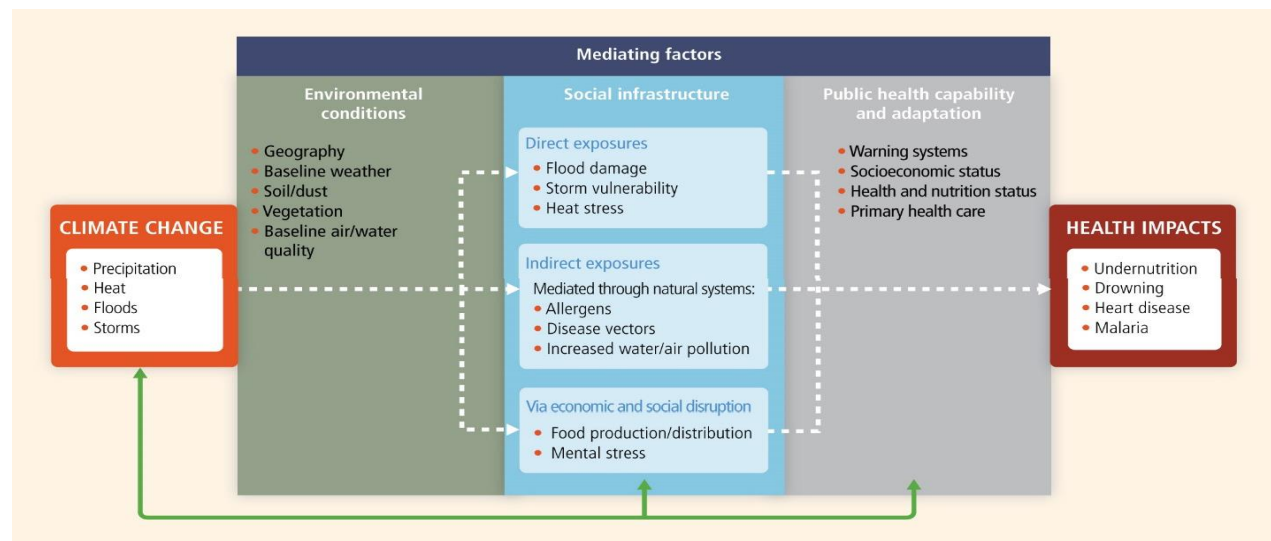 Mediating factors
Environmental
conditions
• Geography
• Baseline weather
• Soil/dust
• Vegetation
• Baseline air/water
quality
Social infrastructure
Direct exposures
• Flood damage
• Storm vulnerability
• Heat stress
Indirect exposures
Mediated through natural systems:
• Allergens
• Disease vectors
• Increased water/air pollution
Via economic and social disruption
• Food production/distribution
• Mental stress
Public health capability
and adaptation
• Warning systems
• Socioeconomic status
• Health and nutrition status
• Primary health care
CLIMATE CHANGE
• Precipitation
• Heat
• Floods
• Storms
HEALTH IMPACTS
• Undernutrition
• Drowning
• Heart disease
• Malaria